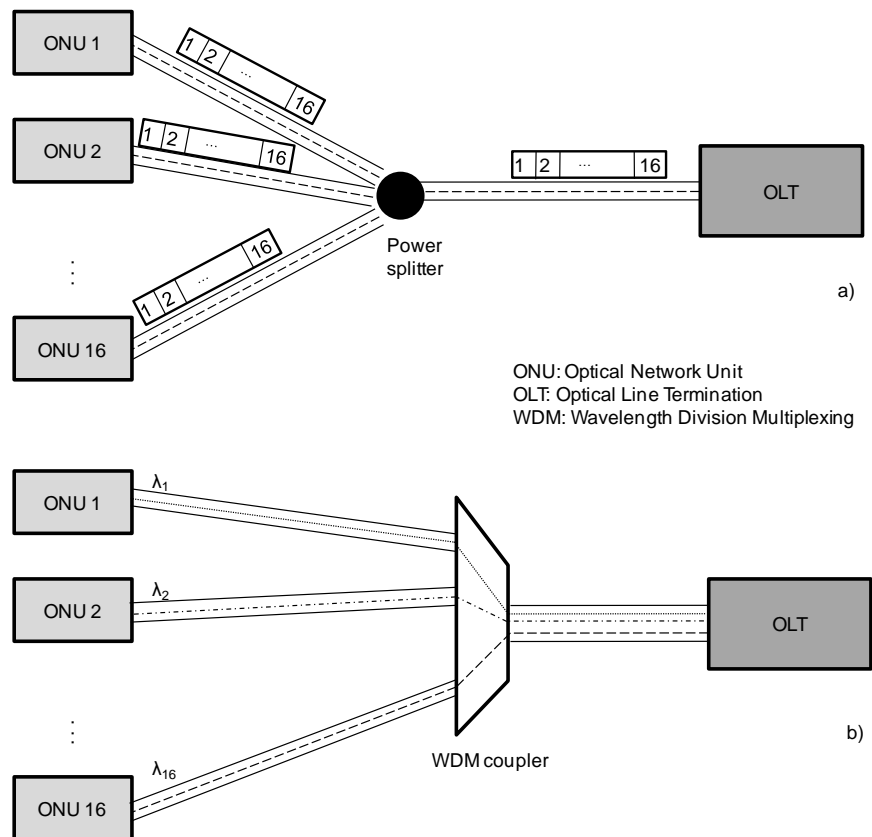 ONU 1
1 2 ... 16
ONU 2
1 2 ... 16
1 2 ... 16
OLT
Power
splitter
1 2 ... 16
...
ONU 16
a)
ONU: Optical Network Unit
OLT: Optical Line Termination
WDM: Wavelength Division Multiplexing
ONU 1
λ1
ONU 2
λ2
OLT
...
WDM coupler
b)
λ16
ONU 16